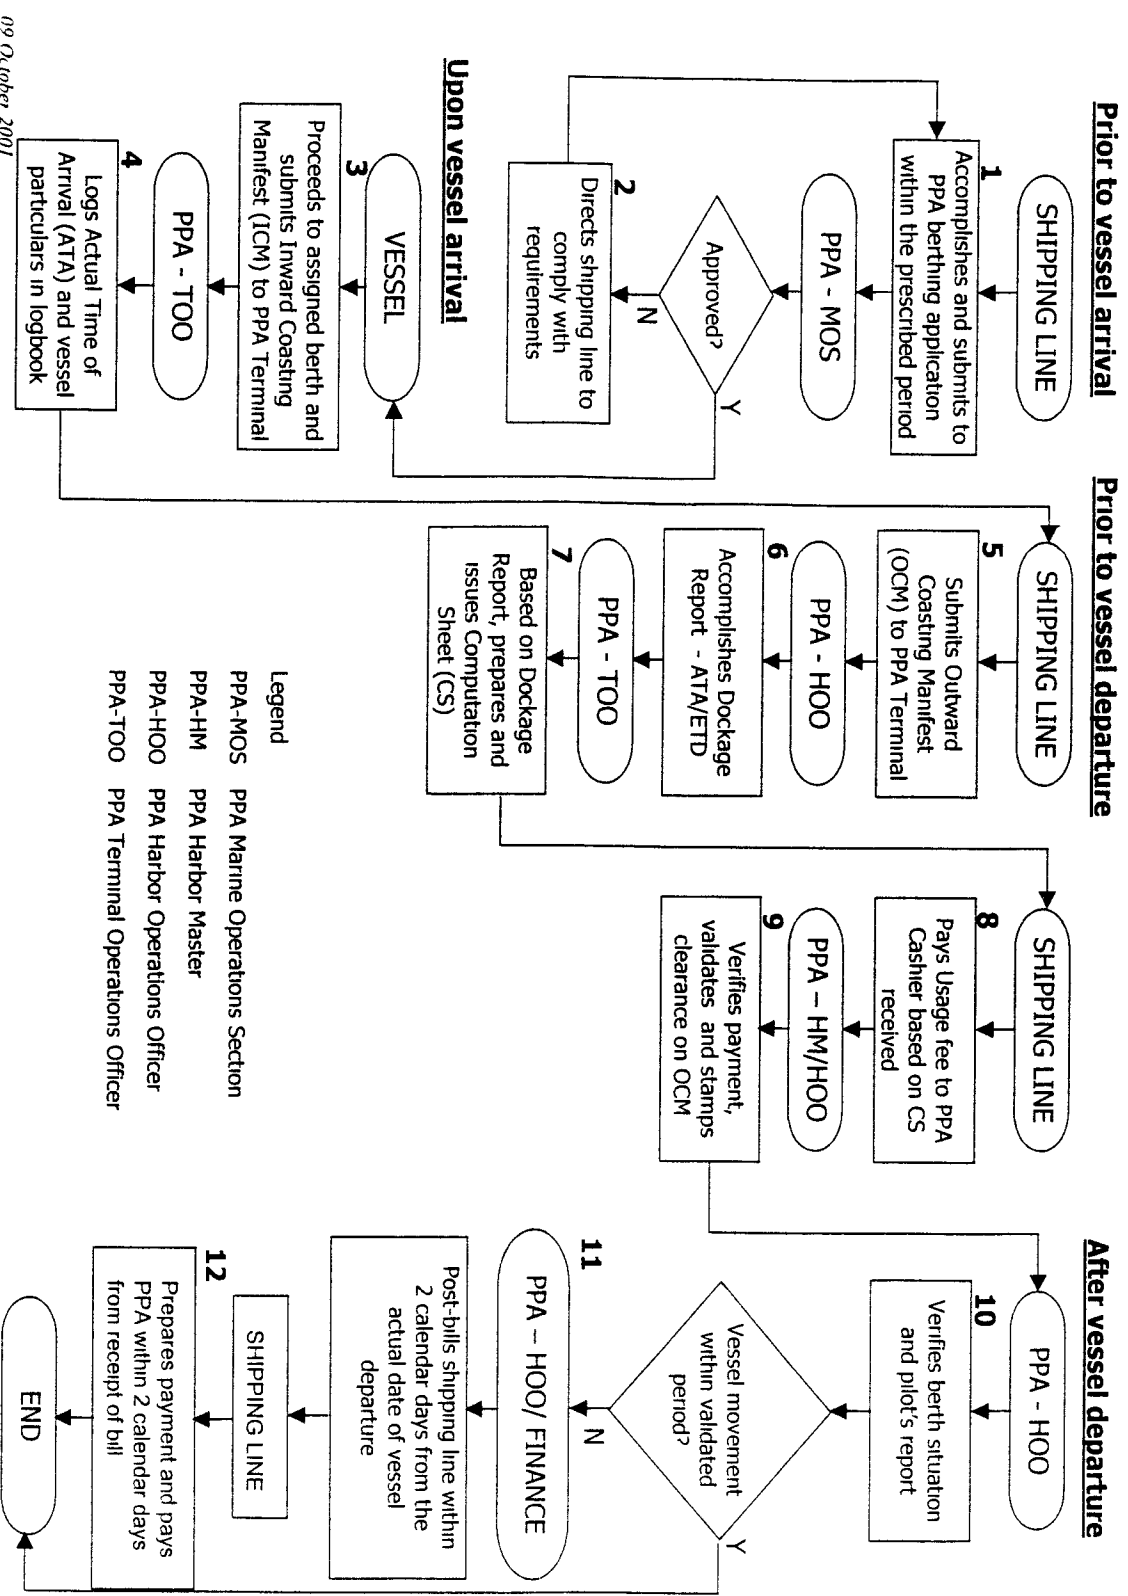 Prior to vessel arrival
SHIPPING LINE
1
Accomplishes and submits to
PPA berthing application
within the prescribed period
PPA - MOS
Approved?
Y
N
2
Directs shipping line to
comply with
requirements
Upon vessel arrival
VESSEL
3
Proceeds to assigned berth and
submits Inward Coasting
Manifest (ICM) to PPA Terminal
PPA - TOO
4
Logs Actual Time of
Arrival (ATA) and vessel
particulars in logbook
Prior to vessel departure
SHIPPING LINE
5
Submits Outward
Coasting Manifest
(OCM) to PPA Terminal
PPA - HOO
6
Accomplishes Dockage
Report - ATA/ETD
PPA - TOO
7
Based on Dockage
Report, prepares and
issues Computation
Sheet (CS)
SHIPPING LINE
8
Pays Usage fee to PPA
Cashier based on CS
received
PPA – HM/HOO
9
Verifies payment,
validates and stamps
clearance on OCM
After vessel departure
PPA - HOO
10
Verifies berth situation
and pilot's report
Vessel movement
within validated
period?
Y
N
11
PPA – HOO/ FINANCE
Post-bills shipping line within
2 calendar days from the
actual date of vessel
departure
SHIPPING LINE
12
Prepares payment and pays
PPA within 2 calendar days
from receipt of bill
END
Legend
PPA-MOS PPA Marine Operations Section
PPA-HM PPA Harbor Master
PPA-HOO PPA Harbor Operations Officer
PPA-TOO PPA Terminal Operations Officer
09 October 2001